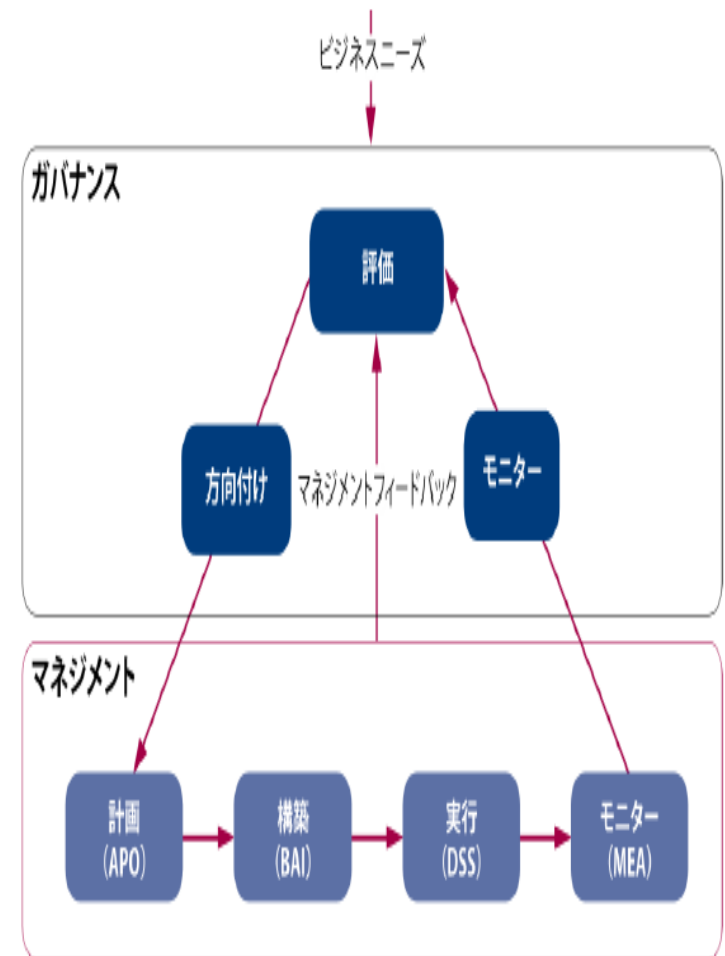 ビジネスニーズ
ガバナンス
評価
方向付け
マネジメントフィードバック
モニター
マネジメント
計画
(APO)
構築
(BAI)
実行
(DSS)
モニター
(MEA)